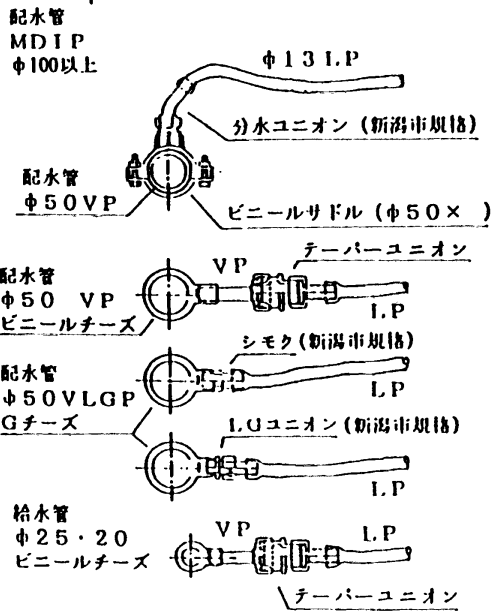 配水管
MDIP
φ100以上
φ13LP
分水ユニオン(新潟市規格)
配水管
φ50VP
ビニールサドル(φ50× )
テーパーユニオン
VP
配水管
φ50 VP
ビニールチーズ
LP
シモク(新潟市規格)
配水管
φ50VLGP
Gチーズ
LP
LGユニオン(新潟市規格)
LP
給水管
φ25・20
ビニールチーズ
VP
LP
テーパーユニオン